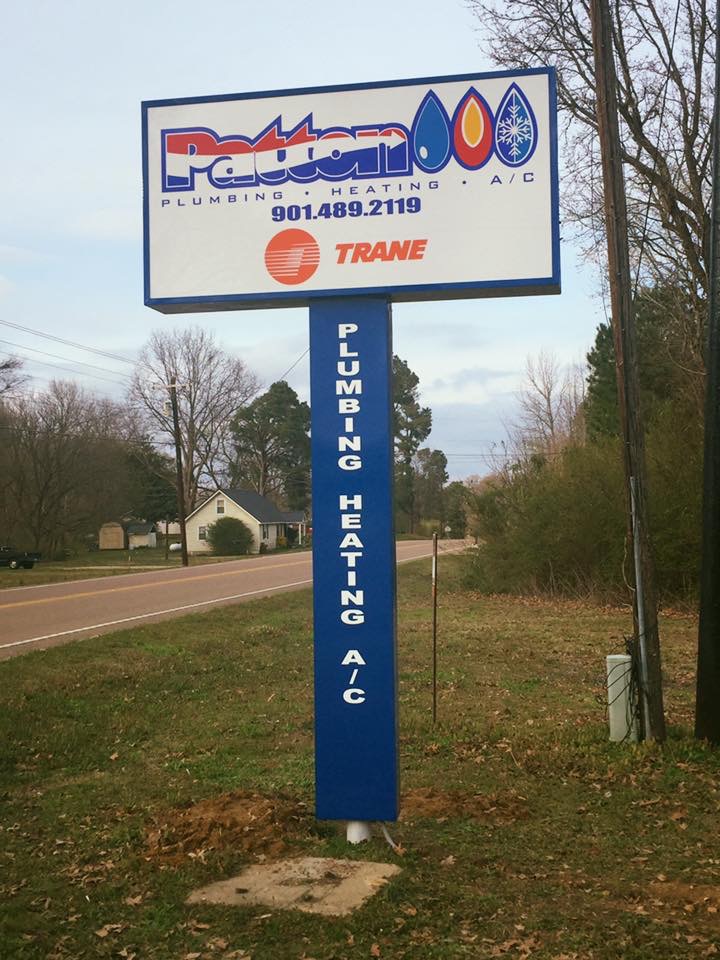 Patton
PLUMBING • HEATING • A/C
901.489.2119
T TRANE
PLUMBING HEATING A/C